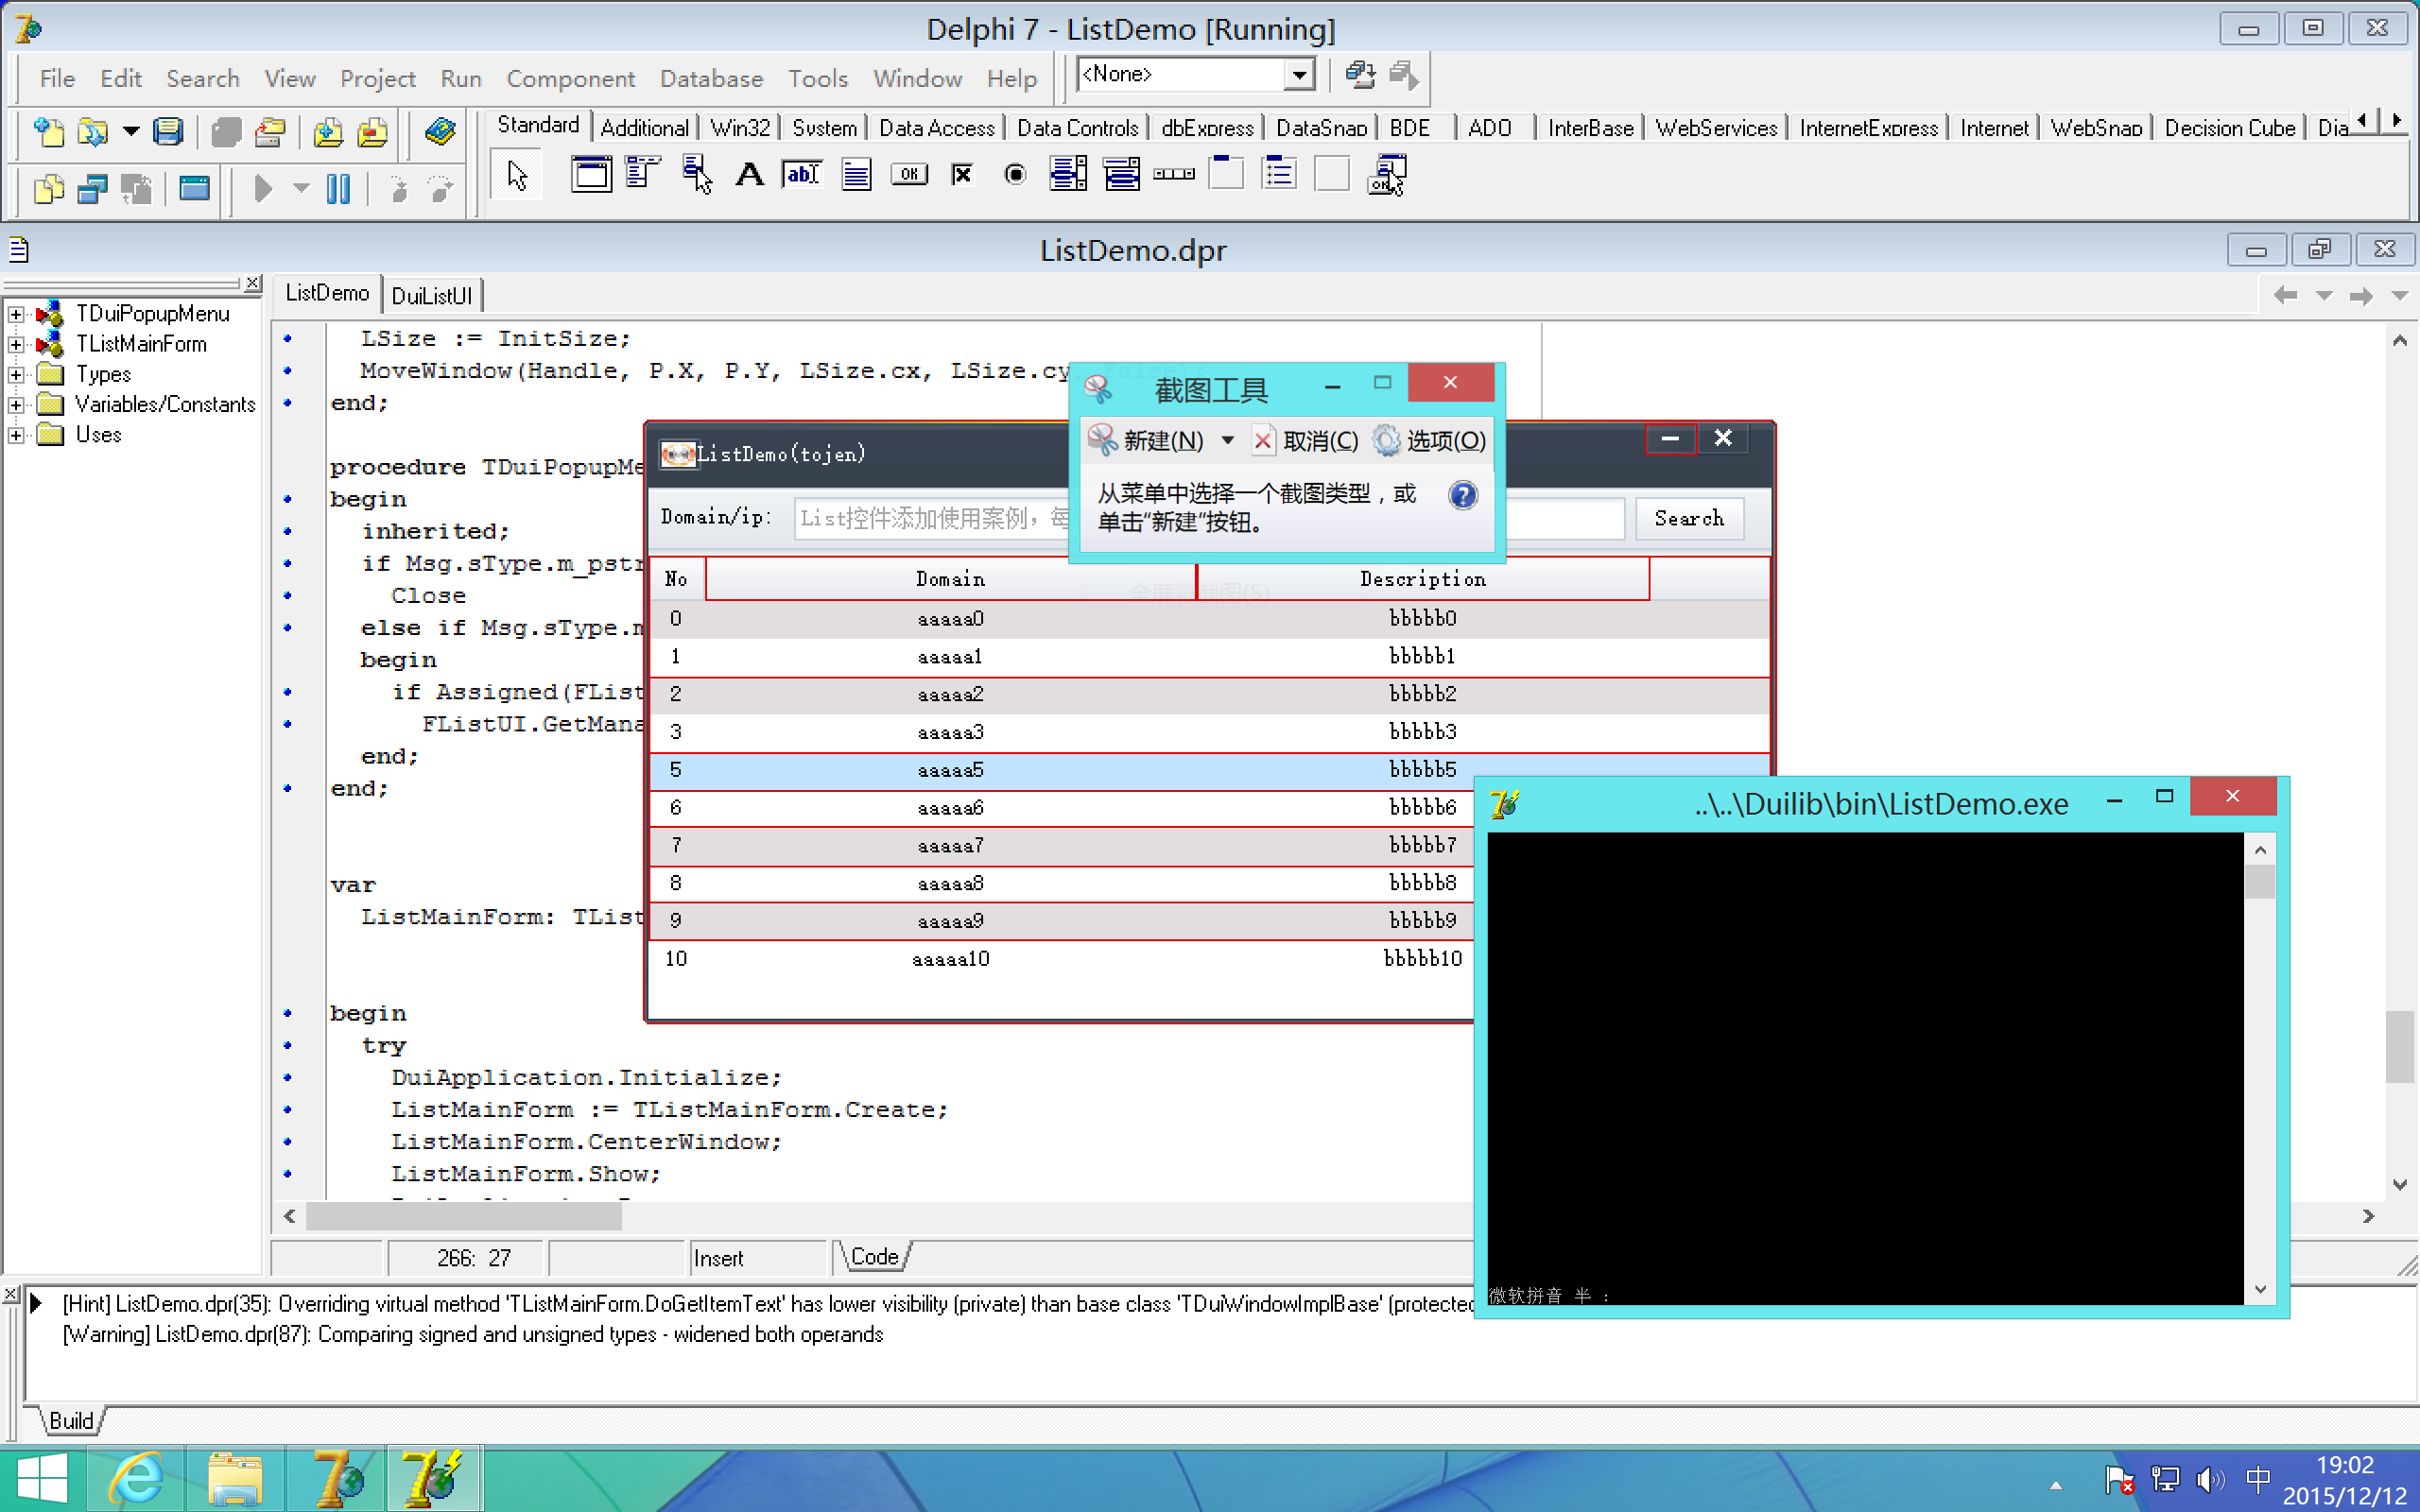 Delphi 7 - ListDemo [Running]
File Edit Search View Project Run Component Database Tools Window Help <None>
Standard Additional Win32 System Data Access Data Controls dbExpress DataSnap BDE ADO InterBase WebServices InternetExpress Internet WebSnap Decision Cube Dia
ListDemo.dpr
ListDemo DuiListUI
TDuiPopupMenu
TListMainForm
Types
Variables/Constants
Uses
LSize := InitSize;
MoveWindow(Handle, P.X, P.Y, LSize.cx, LSize.cy, False);
end;
procedure TDuiPopupMe
begin
inherited;
if Msg.sType.m_pstr
Close
else if Msg.sType.m
begin
if Assigned(FList
FListUI.GetMana
end;
end;
var
ListMainForm: TList
begin
try
DuiApplication.Initialize;
ListMainForm := TListMainForm.Create;
ListMainForm.CenterWindow;
ListMainForm.Show;
截图工具
新建(N) 取消(C) 选项(O)
从菜单中选择一个截图类型，或
单击“新建”按钮。
全屏幕截图(S)
ListDemo(tojen)
Domain/ip: List控件添加使用案例，每 Search
No Domain Description
0 aaaaa0 bbbbb0
1 aaaaa1 bbbbb1
2 aaaaa2 bbbbb2
3 aaaaa3 bbbbb3
5 aaaaa5 bbbbb5
6 aaaaa6 bbbbb6
7 aaaaa7 bbbbb7
8 aaaaa8 bbbbb8
9 aaaaa9 bbbbb9
10 aaaaa10 bbbbb10
..\..\Duilib\bin\ListDemo.exe
微软拼音 半 :
266: 27 Insert Code
[Hint] ListDemo.dpr(35): Overriding virtual method 'TListMainForm.DoGetItemText' has lower visibility (private) than base class 'TDuiWindowImplBase' (protected
[Warning] ListDemo.dpr(87): Comparing signed and unsigned types - widened both operands
Build
中
19:02
2015/12/12